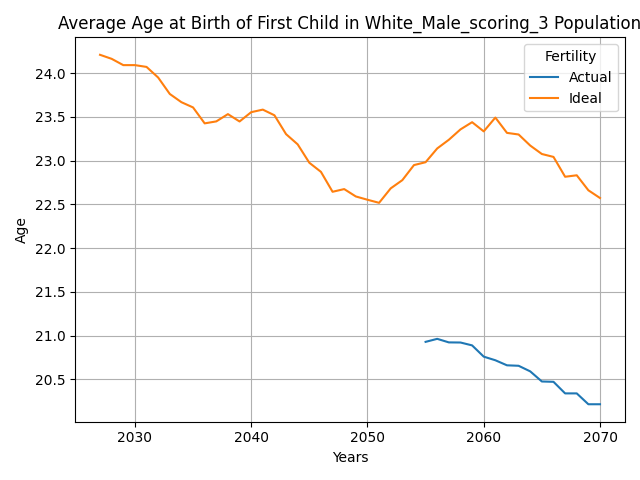 Average Age at Birth of First Child in White_Male_scoring_3 Population
Fertility
Actual
Ideal
Age
24.0
23.5
23.0
22.5
22.0
21.5
21.0
20.5
2030 2040 2050 2060 2070
Years